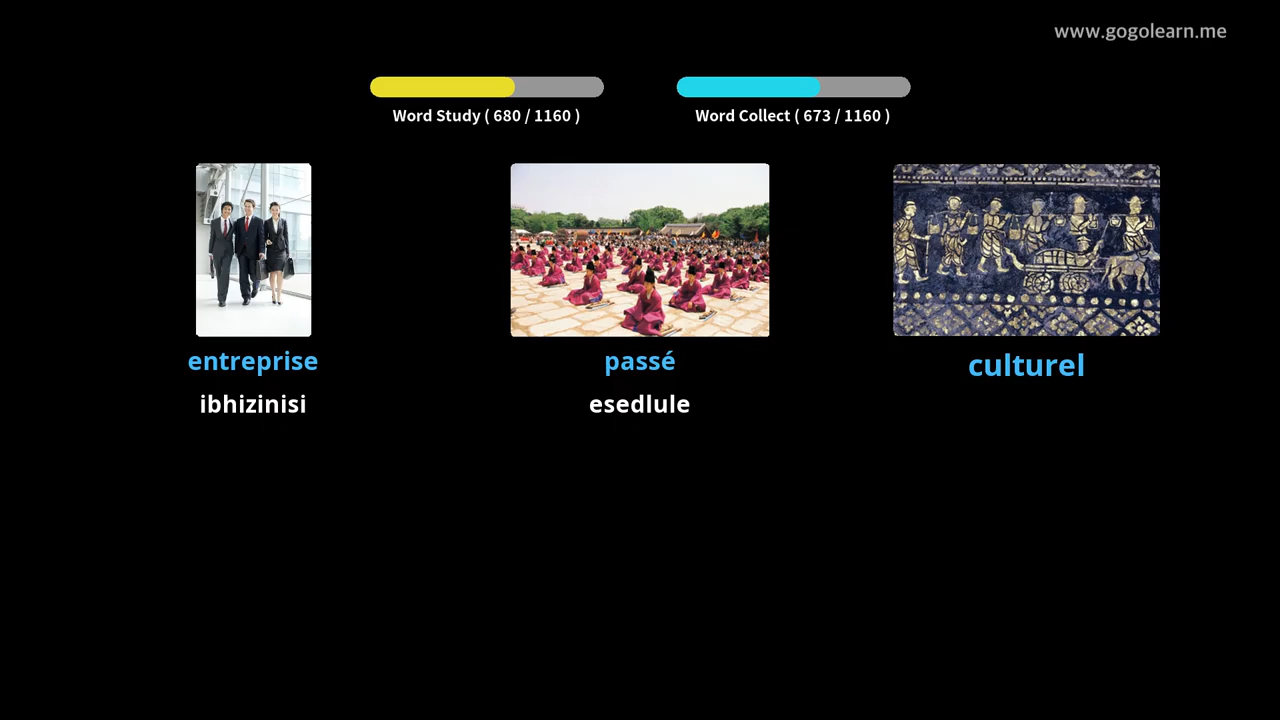 www.gogolearn.me
Word Study ( 680 / 1160 )
Word Collect ( 673 / 1160 )
entreprise
ibhizinisi
passé
esedlule
culturel